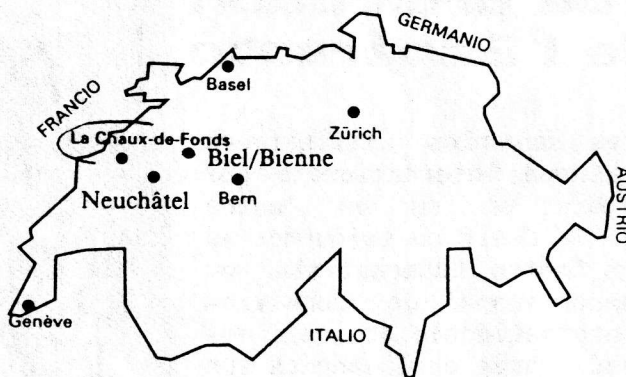 GERMANIO
Basel
FRANCIO
Zürich
La Chaux-de-Fonds
Biel/Bienne
Neuchâtel
Bern
AUSTRIO
Genève
ITALIO